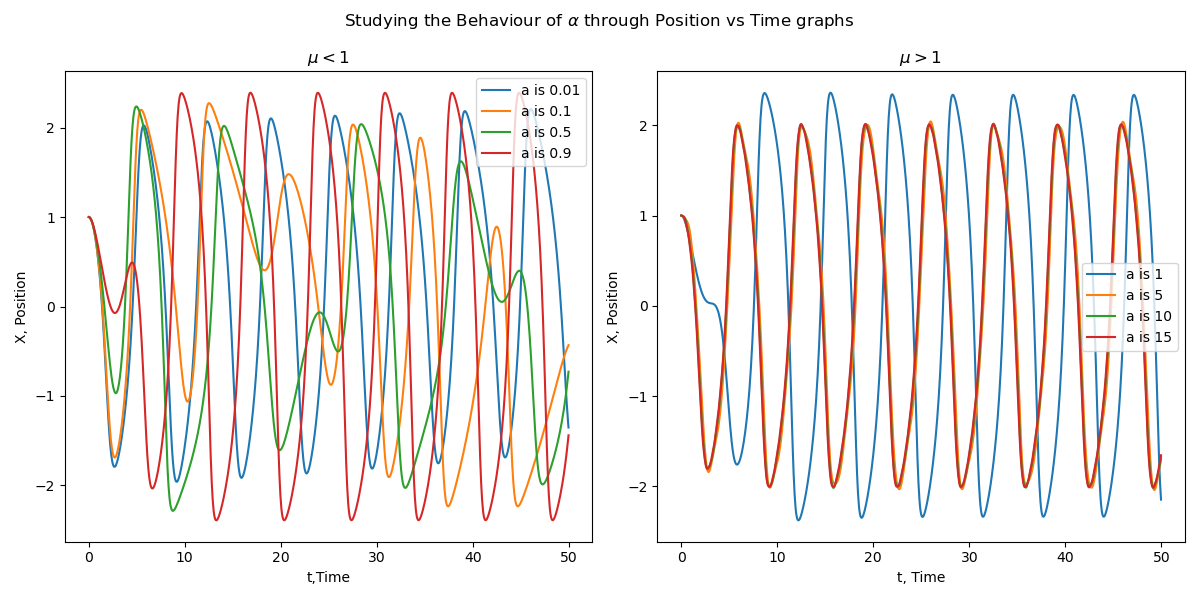 Studying the Behaviour of α through Position vs Time graphs
μ < 1
X, Position
2
1
0
−1
−2
0 10 20 30 40 50
t,Time
a is 0.01
a is 0.1
a is 0.5
a is 0.9
μ > 1
X, Position
2
1
0
−1
−2
0 10 20 30 40 50
t, Time
a is 1
a is 5
a is 10
a is 15